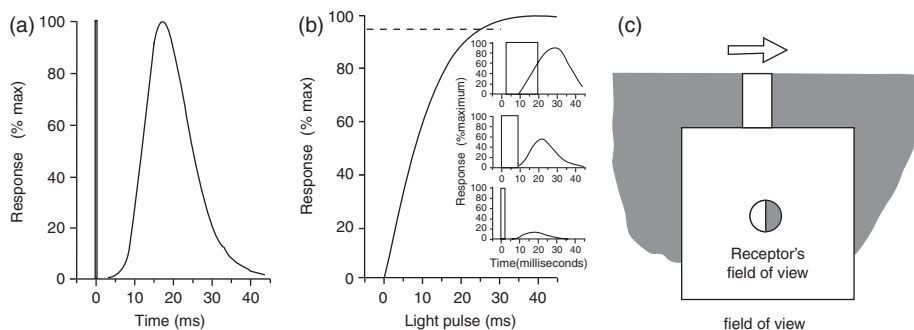 (a)
100
80
60
40
20
0
Response (% max)
0 10 20 30 40
Time (ms)
(b)
100
80
60
40
20
0
Response (% max)
0 10 20 30 40
Light pulse (ms)
Response (%maximum)
100
80
60
40
20
0
0 10 20 30 40
100
80
60
40
20
0
0 10 20 30 40
100
80
60
40
20
0
0 10 20 30 40
Time(milliseconds)
(c)
Receptor's
field of view
field of view